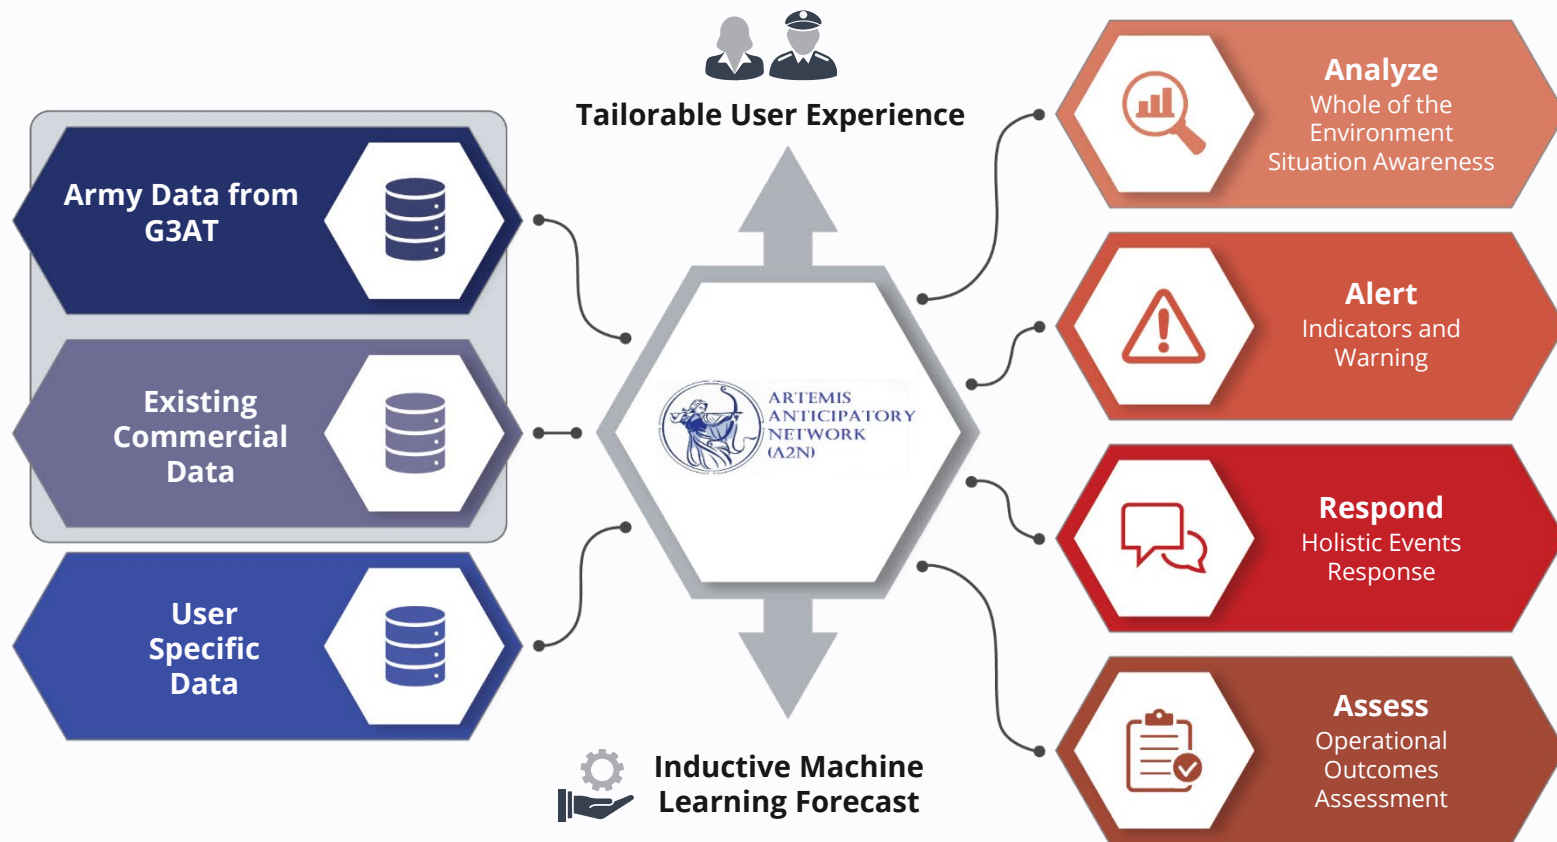 Tailorable User Experience
Army Data from
G3AT
Existing
Commercial
Data
User
Specific
Data
ARTEMIS
ANTICIPATORY
NETWORK
(A2N)
Inductive Machine
Learning Forecast
Analyze
Whole of the
Environment
Situation Awareness
Alert
Indicators and
Warning
Respond
Holistic Events
Response
Assess
Operational
Outcomes
Assessment